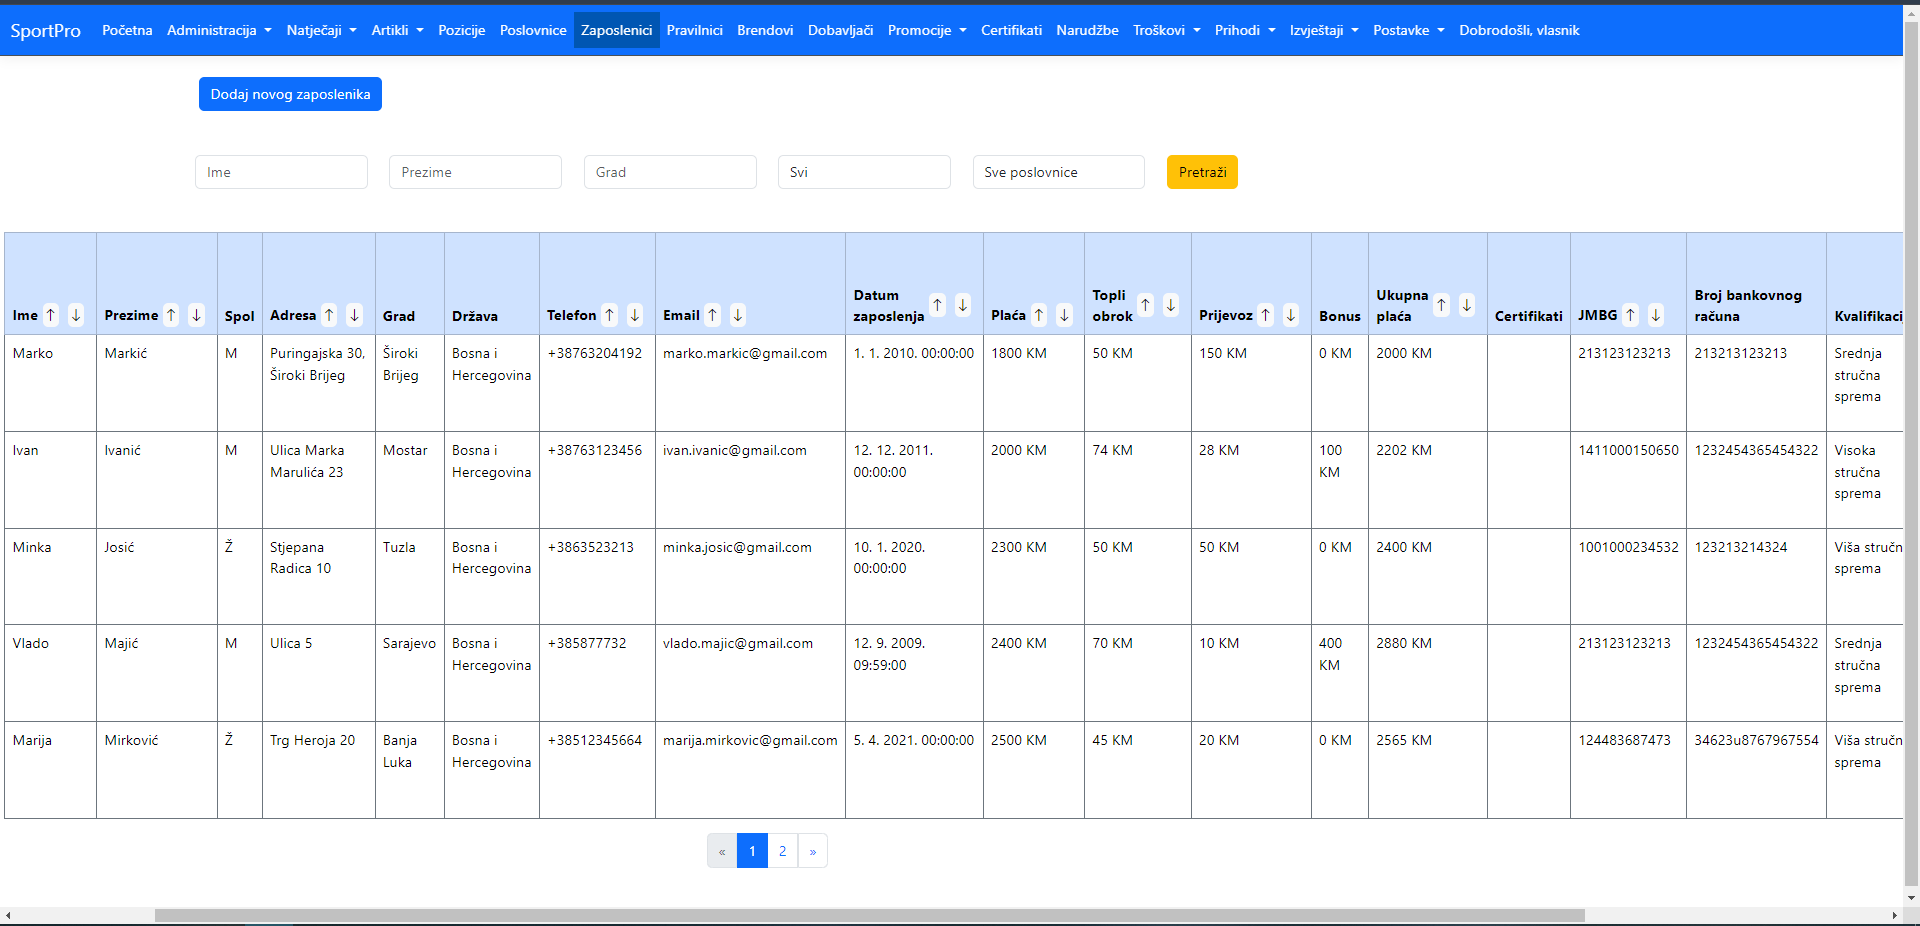 SportPro Početna Administracija Natječaji Artikli Pozicije Poslovnice Zaposlenici Pravilnici Brendovi Dobavljači Promocije Certifikati Narudžbe Troškovi Prihodi Izvještaji Postavke Dobrodošli, vlasnik
Dodaj novog zaposlenika
Ime Prezime Grad Svi Sve poslovnice Pretraži
Ime ↑ ↓ Prezime ↑ ↓ Spol Adresa ↑ ↓ Grad Država Telefon ↑ ↓ Email ↑ ↓ Datum zaposlenja ↑ ↓ Plaća ↑ ↓ Topli obrok ↑ ↓ Prijevoz ↑ ↓ Bonus Ukupna plaća ↑ ↓ Certifikati JMBG ↑ ↓ Broj bankovnog računa Kvalifikacij
Marko Markić M Puringajska 30, Široki Brijeg Široki Brijeg Bosna i Hercegovina +38763204192 marko.markic@gmail.com 1. 1. 2010. 00:00:00 1800 KM 50 KM 150 KM 0 KM 2000 KM 213123123213 213213123213 Srednja stručna sprema
Ivan Ivanić M Ulica Marka Marulića 23 Mostar Bosna i Hercegovina +38763123456 ivan.ivanic@gmail.com 12. 12. 2011. 00:00:00 2000 KM 74 KM 28 KM 100 KM 2202 KM 1411000150650 1232454365454322 Visoka stručna sprema
Minka Josić Ž Stjepana Radica 10 Tuzla Bosna i Hercegovina +3863523213 minka.josic@gmail.com 10. 1. 2020. 00:00:00 2300 KM 50 KM 50 KM 0 KM 2400 KM 1001000234532 123213214324 Viša stručn sprema
Vlado Majić M Ulica 5 Sarajevo Bosna i Hercegovina +385877732 vlado.majic@gmail.com 12. 9. 2009. 09:59:00 2400 KM 70 KM 10 KM 400 KM 2880 KM 213123123213 1232454365454322 Srednja stručna sprema
Marija Mirković Ž Trg Heroja 20 Banja Luka Bosna i Hercegovina +38512345664 marija.mirkovic@gmail.com 5. 4. 2021. 00:00:00 2500 KM 45 KM 20 KM 0 KM 2565 KM 124483687473 34623u8767967554 Viša stručn sprema
« 1 2 »